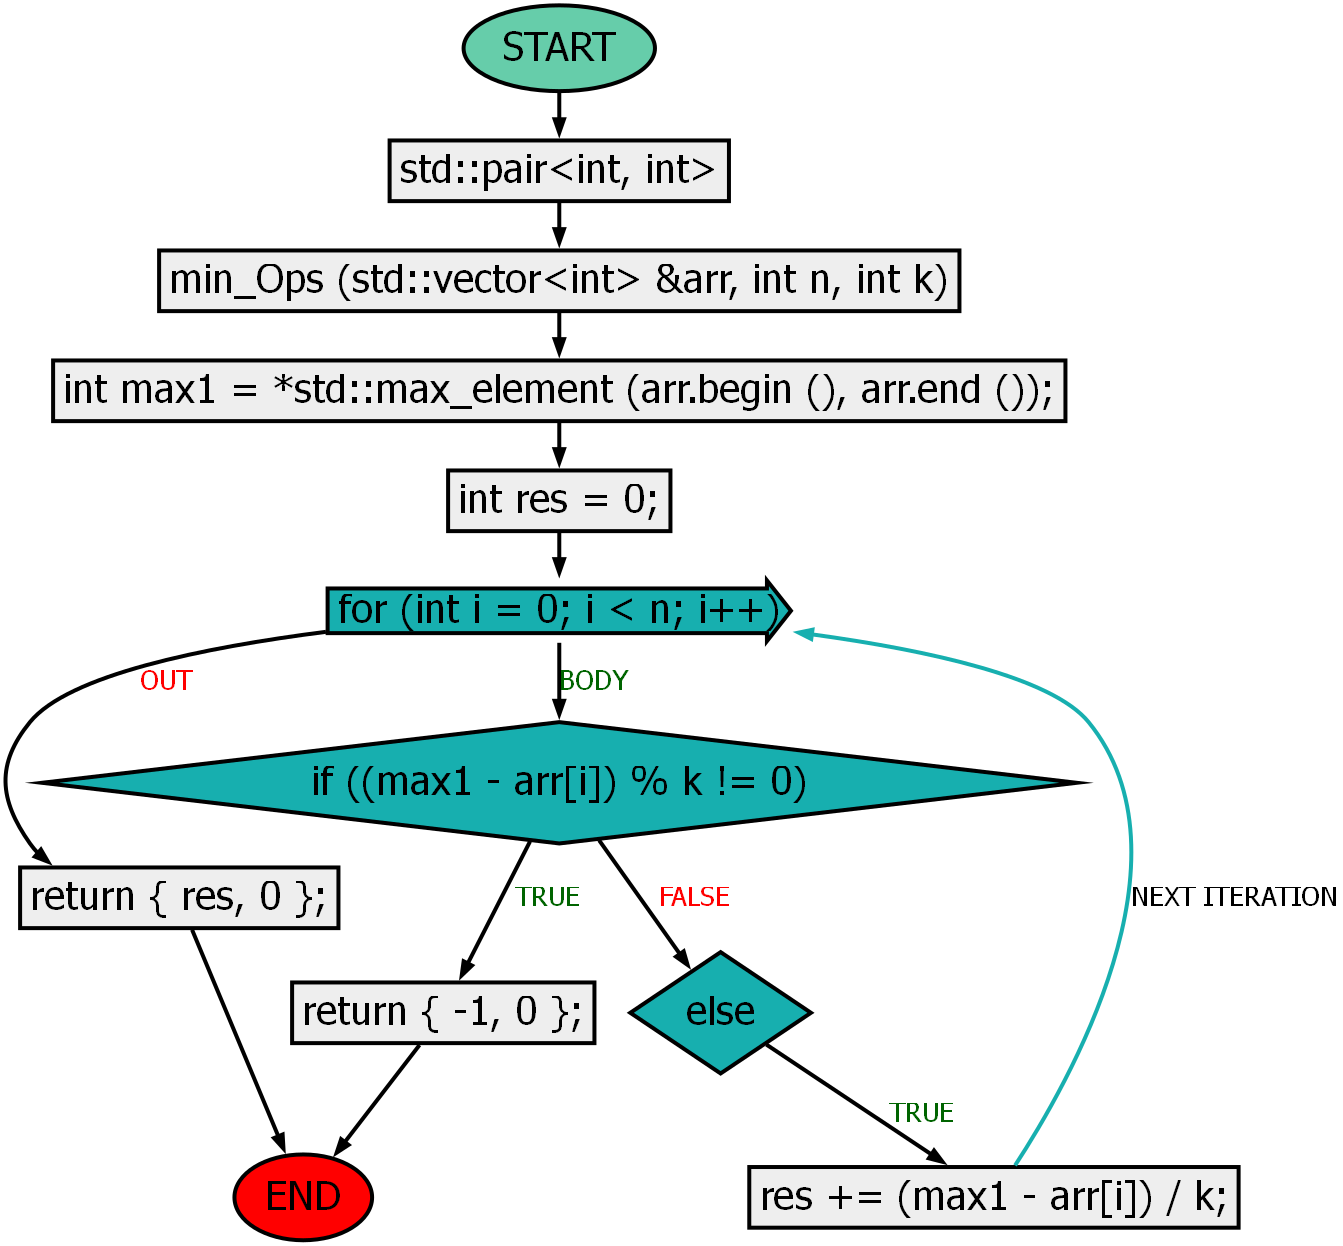 START
std::pair<int, int>
min_Ops (std::vector<int> &arr, int n, int k)
int max1 = *std::max_element (arr.begin (), arr.end ());
int res = 0;
for (int i = 0; i < n; i++)
OUT
BODY
if ((max1 - arr[i]) % k != 0)
return { res, 0 };
TRUE
FALSE
NEXT ITERATION
return { -1, 0 };
else
TRUE
END
res += (max1 - arr[i]) / k;